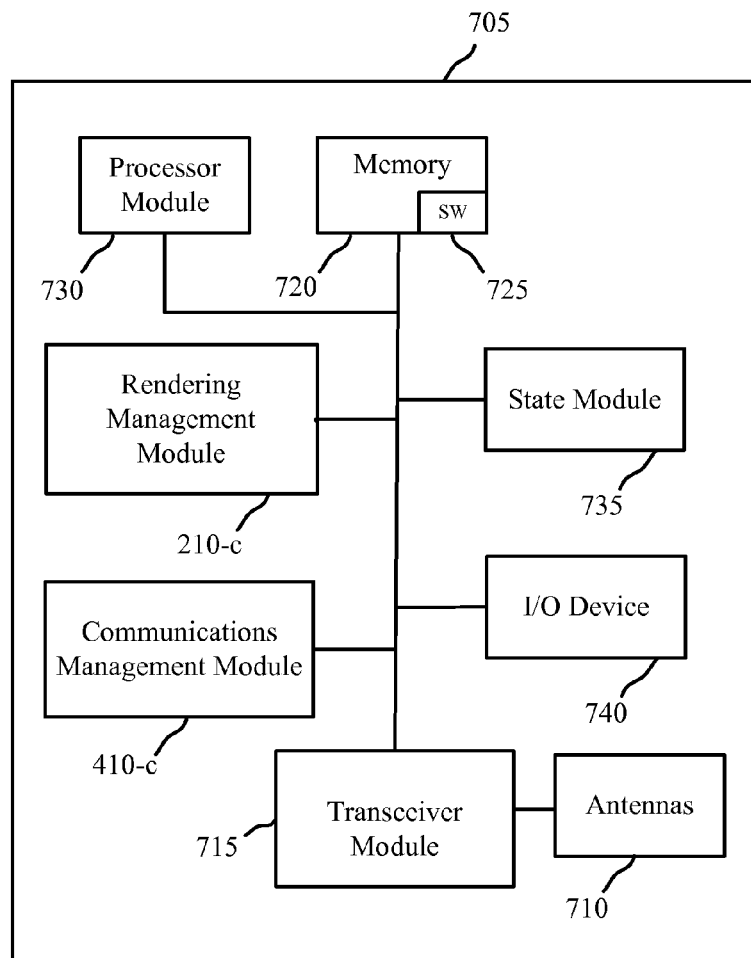 705
Processor
Module
Memory
SW
730
720
725
Rendering
Management
Module
State Module
210-c
735
Communications
Management Module
I/O Device
410-c
740
Transceiver
Module
Antennas
715
710